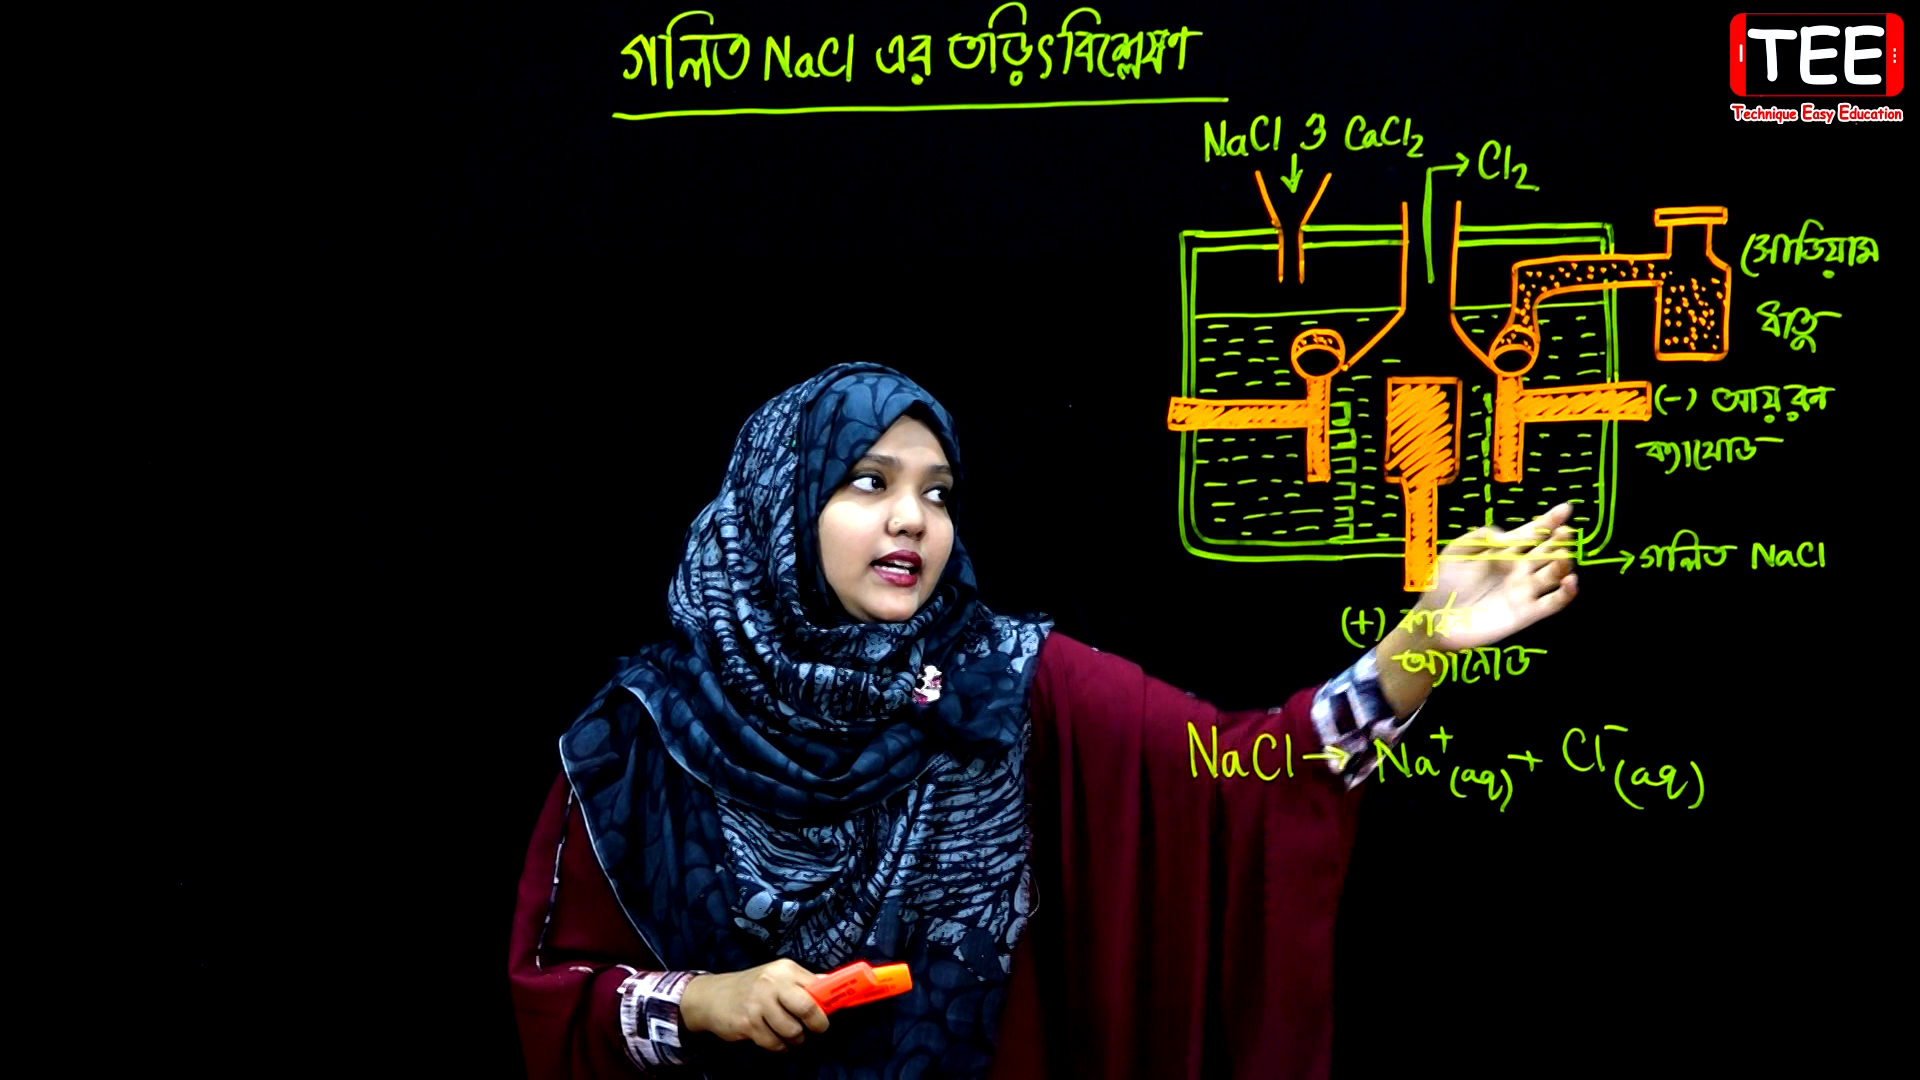 গলিত NaCl এর তড়িৎবিশ্লেষণ
TEE
Technique Easy Education
NaCl ও CaCl₂
Cl₂
সোডিয়াম
ধাতু
(-) আয়রন
ক্যাথোড
গলিত NaCl
(+) কার্বন
অ্যানোড
NaCl → Na⁺(aq) + Cl⁻(aq)